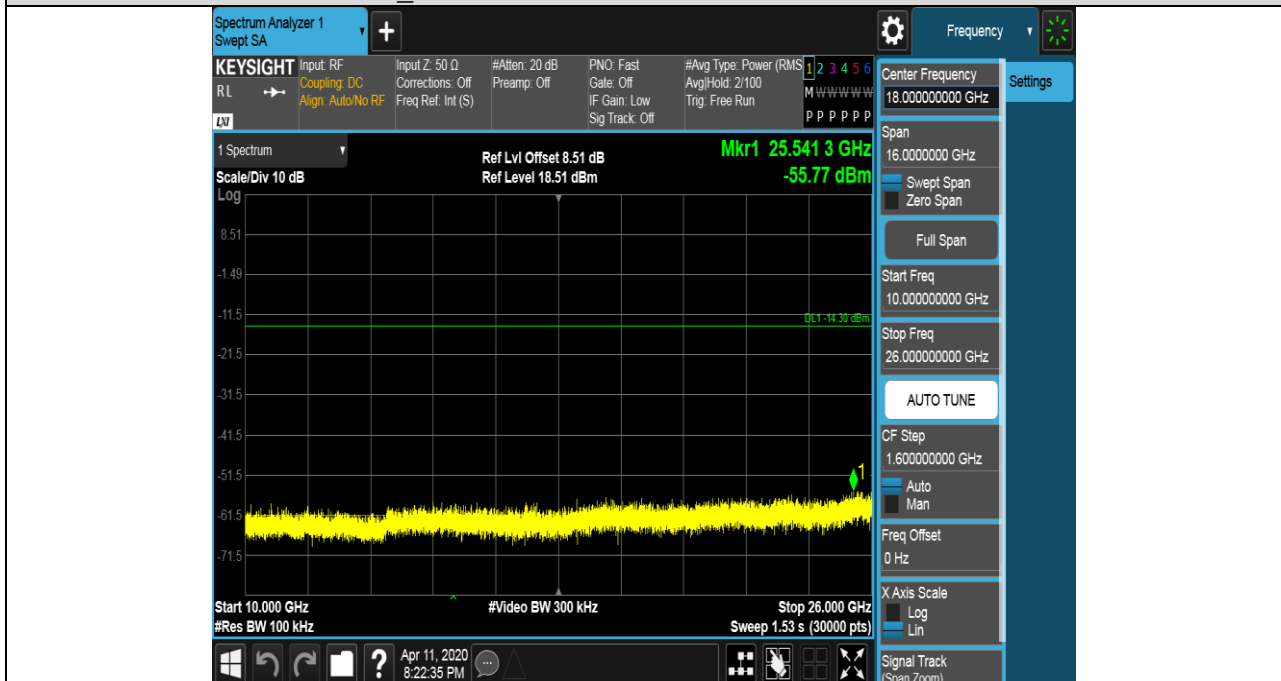 Spectrum Analyzer 1
Swept SA
+
Frequency
KEYSIGHT
RL
LXI
Input: RF
Coupling: DC
Align: Auto/No RF
Input Z: 50 Ω
Corrections: Off
Freq Ref: Int (S)
#Atten: 20 dB
Preamp: Off
PNO: Fast
Gate: Off
IF Gain: Low
Sig Track: Off
#Avg Type: Power (RMS
Avg|Hold: 2/100
Trig: Free Run
1 2 3 4 5 6
M W W W W W
P P P P P P
1 Spectrum
Scale/Div 10 dB
Log
Ref Lvl Offset 8.51 dB
Ref Level 18.51 dBm
Mkr1 25.541 3 GHz
-55.77 dBm
8.51
-1.49
-11.5
DL1 -14.30 dBm
-21.5
-31.5
-41.5
-51.5
1
-61.5
-71.5
Start 10.000 GHz
#Video BW 300 kHz
Stop 26.000 GHz
#Res BW 100 kHz
Sweep 1.53 s (30000 pts)
?
Apr 11, 2020
8:22:35 PM
Center Frequency
18.000000000 GHz
Span
16.0000000 GHz
Swept Span
Zero Span
Full Span
Start Freq
10.000000000 GHz
Stop Freq
26.000000000 GHz
AUTO TUNE
CF Step
1.600000000 GHz
Auto
Man
Freq Offset
0 Hz
X Axis Scale
Log
Lin
Signal Track
(Span Zoom)
Settings